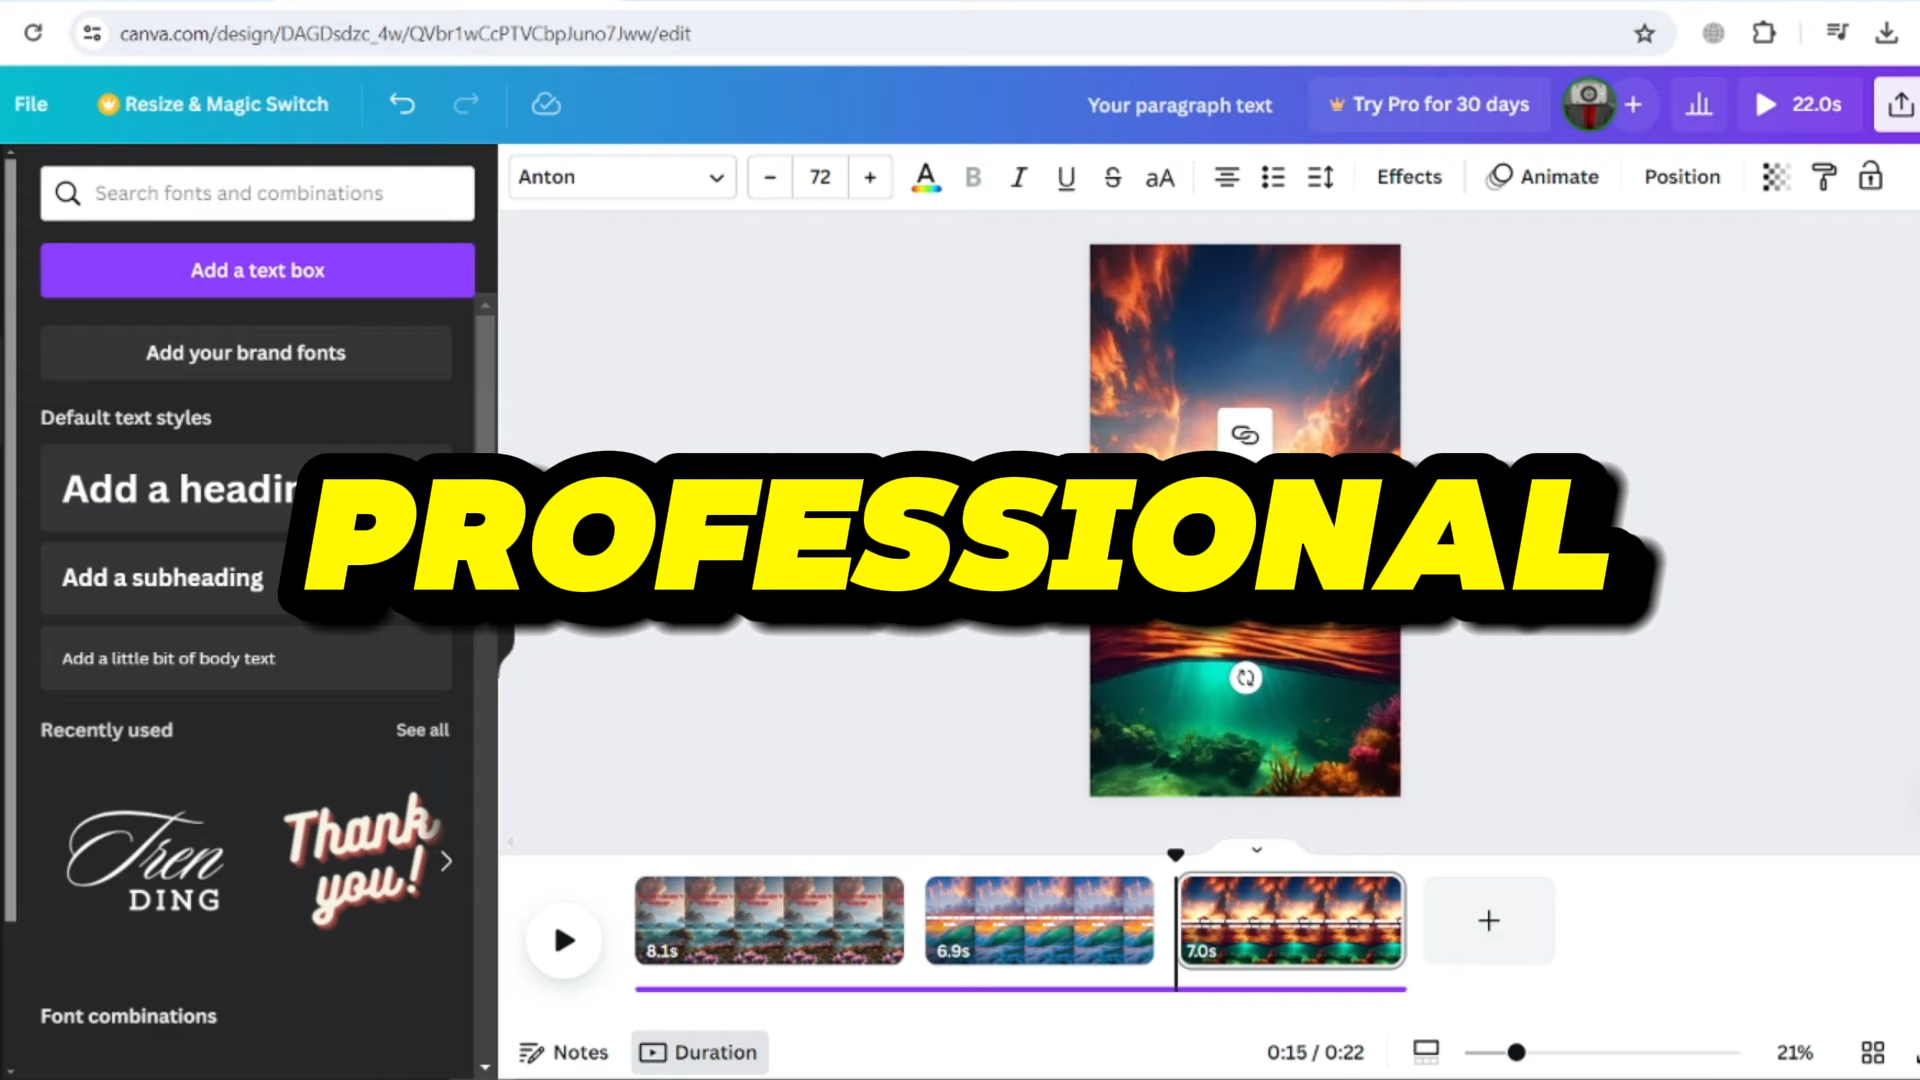 canva.com/design/DAGDsdzc_4w/QVbr1wCcPTVCbpJuno7Jww/edit
File
Resize & Magic Switch
Your paragraph text
Try Pro for 30 days
22.0s
Search fonts and combinations
Anton
72
A
B
I
U
S
aA
Effects
Animate
Position
Add a text box
Add your brand fonts
Default text styles
Add a headin
PROFESSIONAL
Add a subheading
Add a little bit of body text
Recently used
See all
Tren
DING
Thank
you!
8.1s
6.9s
7.0s
Font combinations
Notes
Duration
0:15 / 0:22
21%